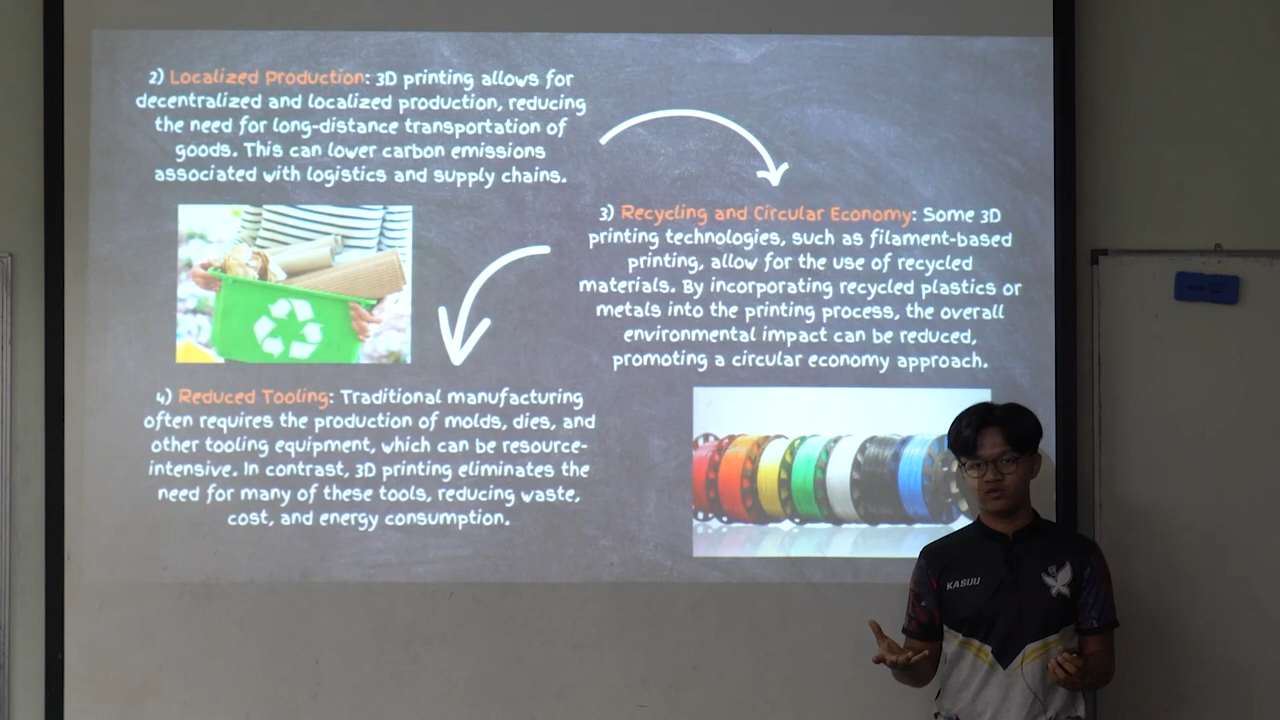 2) Localized Production: 3D printing allows for
decentralized and localized production, reducing
the need for long-distance transportation of
goods. This can lower carbon emissions
associated with logistics and supply chains.
3) Recycling and Circular Economy: Some 3D
printing technologies, such as filament-based
printing, allow for the use of recycled
materials. By incorporating recycled plastics or
metals into the printing process, the overall
environmental impact can be reduced,
promoting a circular economy approach.
4) Reduced Tooling: Traditional manufacturing
often requires the production of molds, dies, and
other tooling equipment, which can be resource-
intensive. In contrast, 3D printing eliminates the
need for many of these tools, reducing waste,
cost, and energy consumption.
KASUU